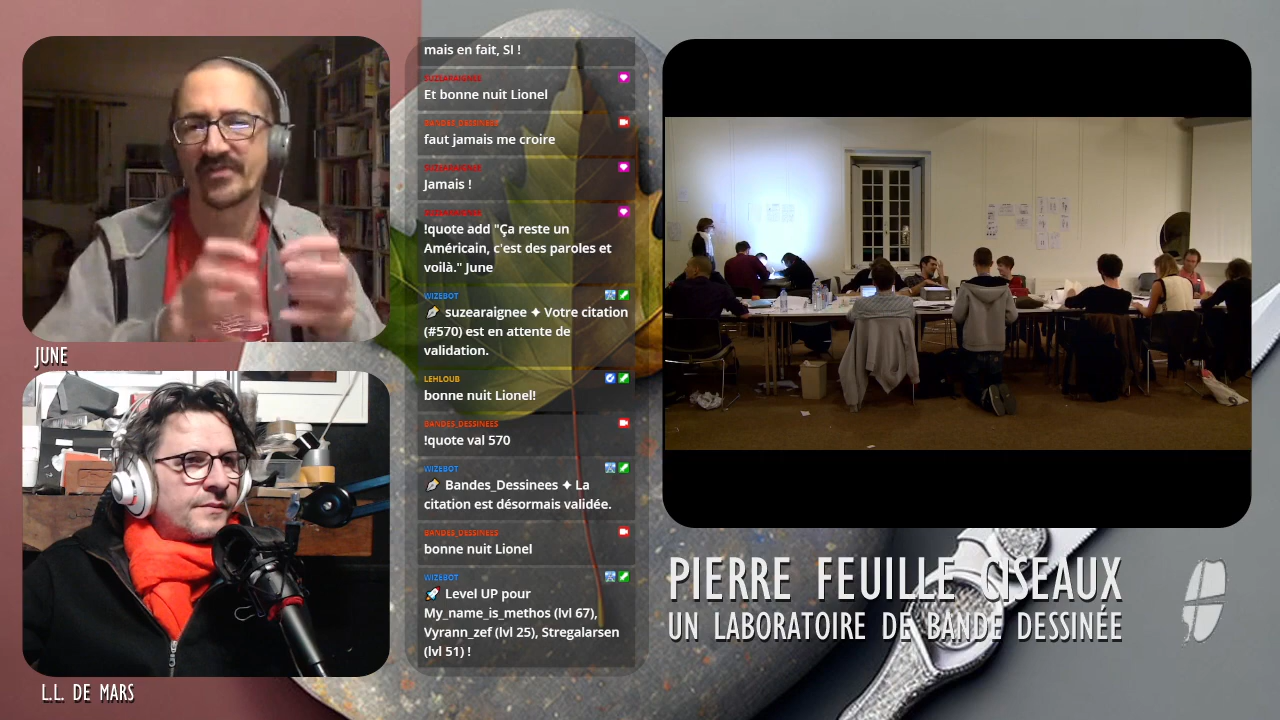 mais en fait, SI !
SUZEARAIGNEE
Et bonne nuit Lionel
BANDES_DESSINEES
faut jamais me croire
SUZEARAIGNEE
Jamais !
SUZEARAIGNEE
!quote add "Ça reste un
Américain, c'est des paroles et
voilà." June
WIZEBOT
suzearaignee ✦ Votre citation
(#570) est en attente de
validation.
LEHLOUB
bonne nuit Lionel!
BANDES_DESSINEES
!quote val 570
WIZEBOT
Bandes_Dessinees ✦ La
citation est désormais validée.
BANDES_DESSINEES
bonne nuit Lionel
WIZEBOT
Level UP pour
My_name_is_methos (lvl 67),
Vyrann_zef (lvl 25), Stregalarsen
(lvl 51) !
JUNE
L.L. DE MARS
PIERRE FEUILLE CISEAUX
UN LABORATOIRE DE BANDE DESSINÉE